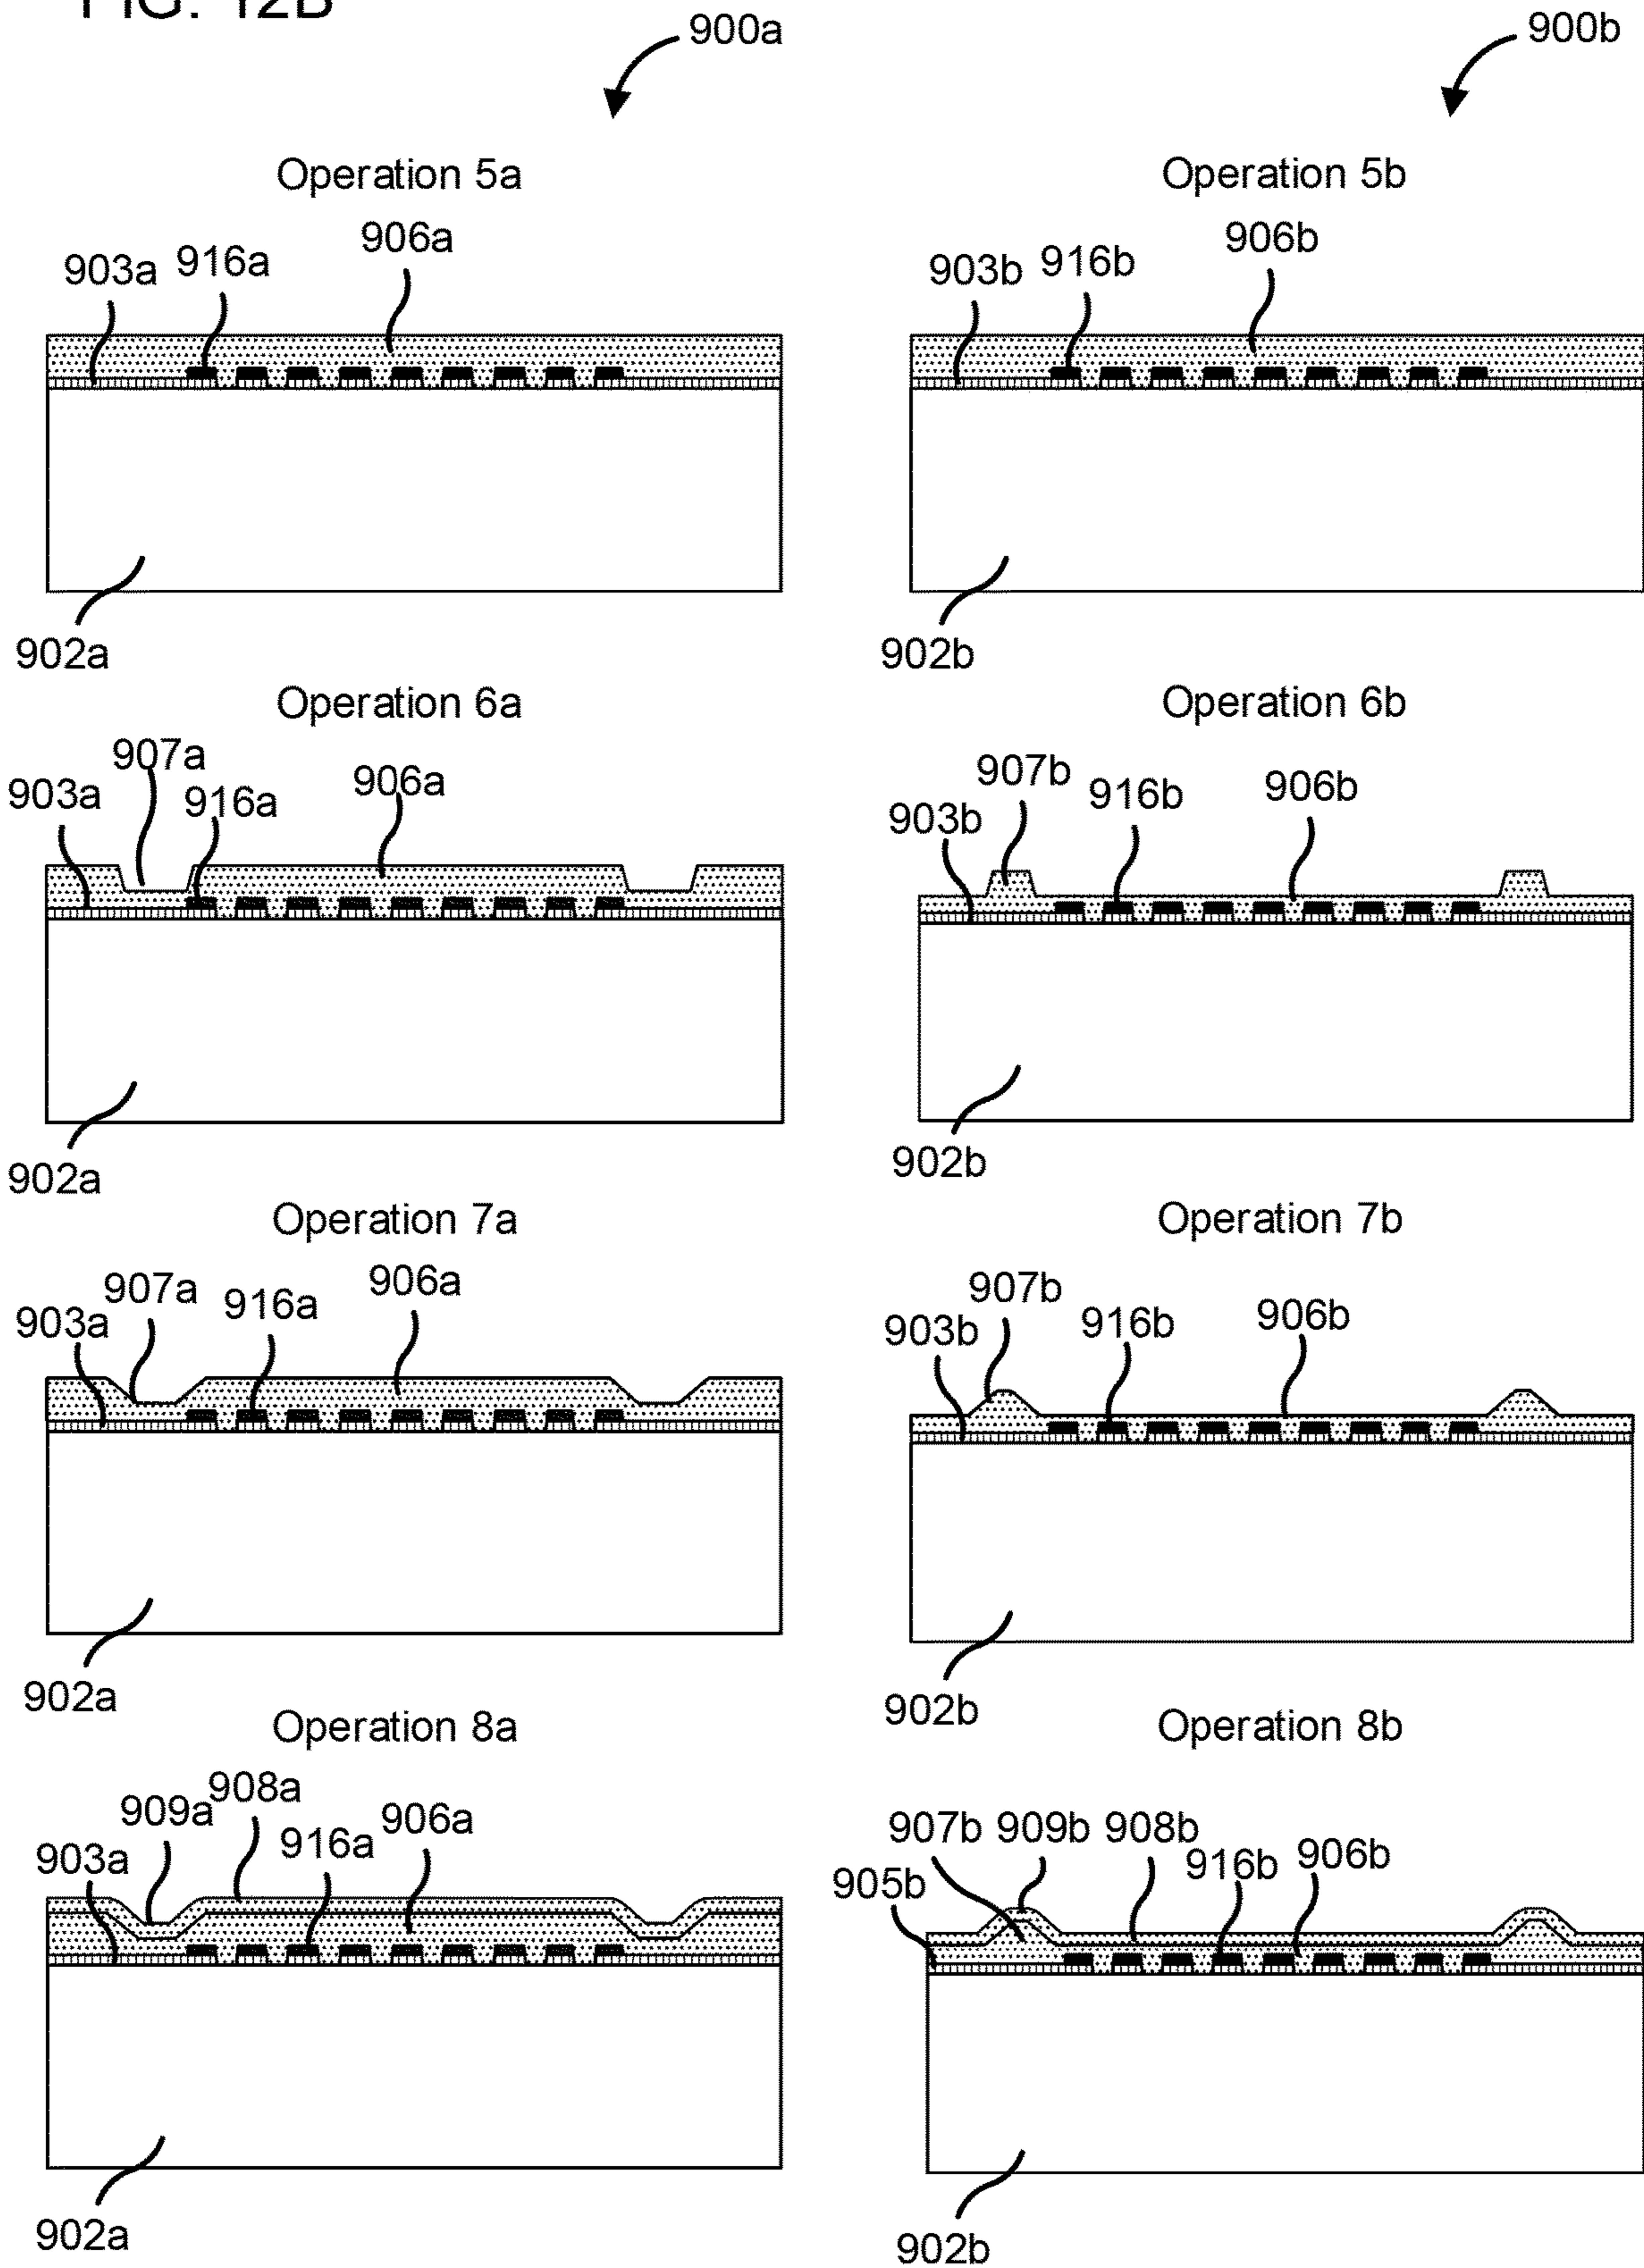 FIG. 12B
900a
900b
Operation 5a
Operation 5b
906a
906b
903a 916a
903b 916b
902a
902b
Operation 6a
Operation 6b
907a
907b
903a
916a
906a
903b
916b
906b
902a
902b
Operation 7a
Operation 7b
907a
906a
903a
916a
907b
903b
916b
906b
902a
902b
Operation 8a
Operation 8b
908a
909a
906a
903a
916a
907b 909b 908b
905b
916b 906b
902a
902b